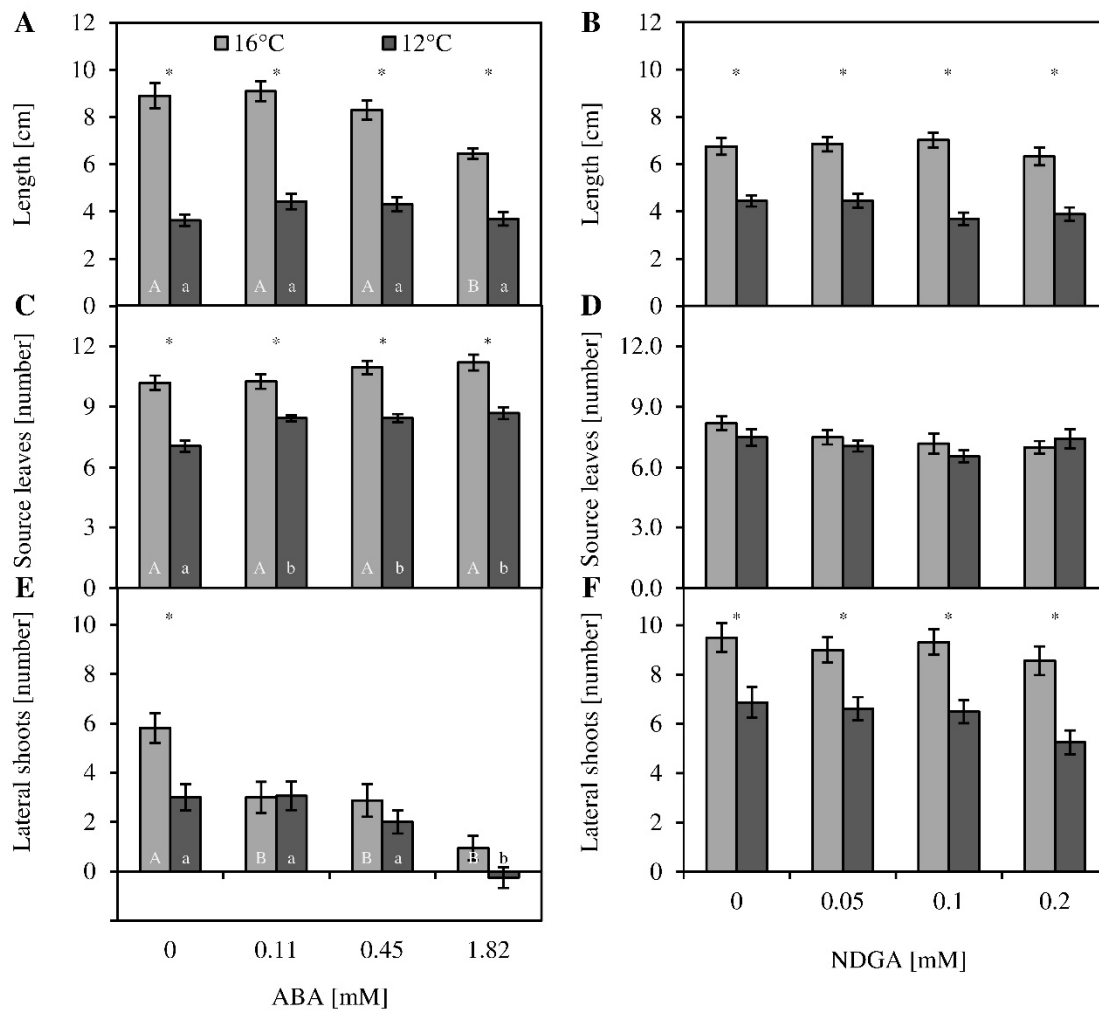 A
12
16°C
12°C
10
* * * *
8
6
4
2
0
Length [cm]
A a A a A a B a
B
12
10
* * * *
8
6
4
2
0
Length [cm]
C
12
* * * *
9
6
3
0
Source leaves [number]
A a A b A b A b
D
12.0
9.0
6.0
3.0
0.0
Source leaves [number]
E
10
*
8
6
4
2
0
Lateral shoots [number]
A a B a B a B b
0 0.11 0.45 1.82
ABA [mM]
F
10
* * * *
8
6
4
2
0
Lateral shoots [number]
0 0.05 0.1 0.2
NDGA [mM]